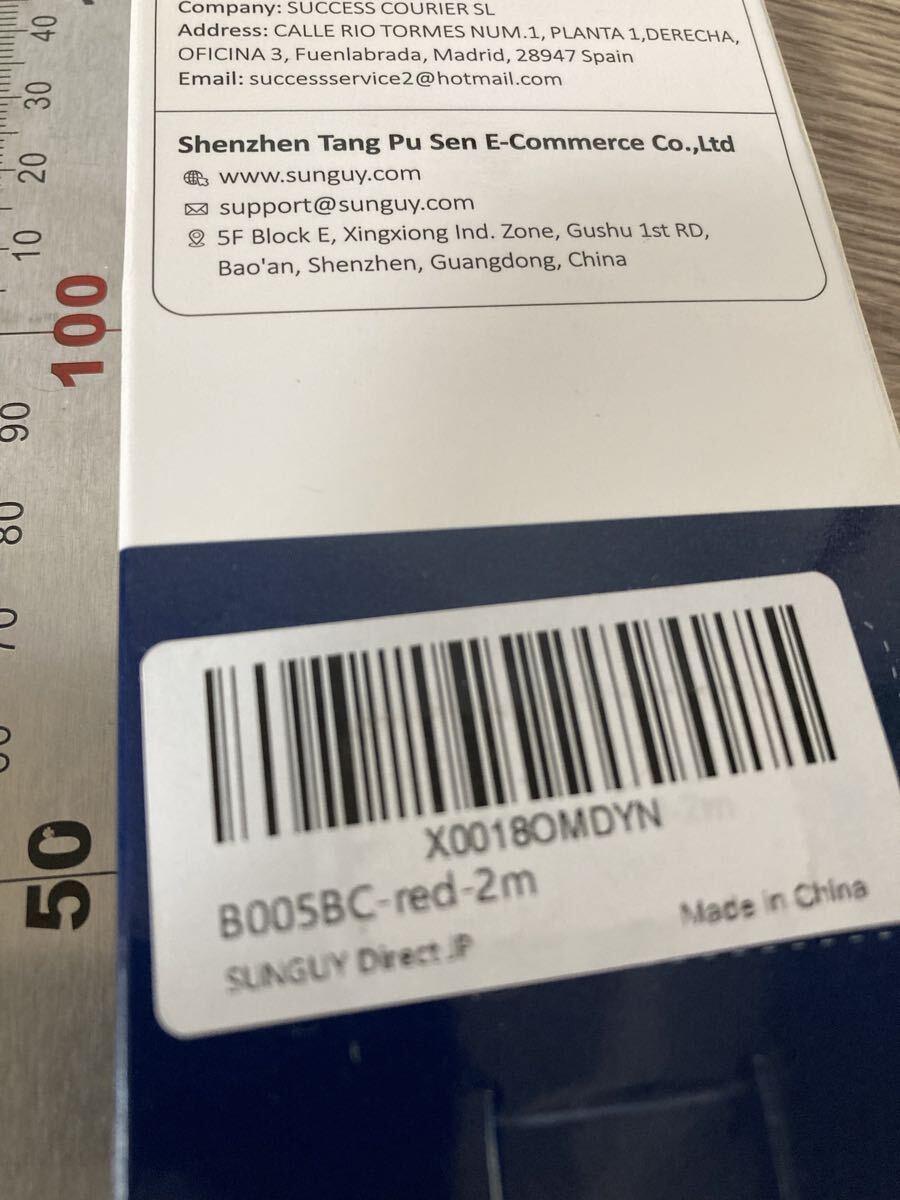 Company: SUCCESS COURIER SL
Address: CALLE RIO TORMES NUM.1, PLANTA 1,DERECHA,
OFICINA 3, Fuenlabrada, Madrid, 28947 Spain
Email: successservice2@hotmail.com
Shenzhen Tang Pu Sen E-Commerce Co.,Ltd
www.sunguy.com
support@sunguy.com
5F Block E, Xingxiong Ind. Zone, Gushu 1st RD,
Bao'an, Shenzhen, Guangdong, China
X0018OMDYN
B005BC-red-2m
SUNGUY Direct JP
Made in China
40
30
20
10
100
90
80
70
50